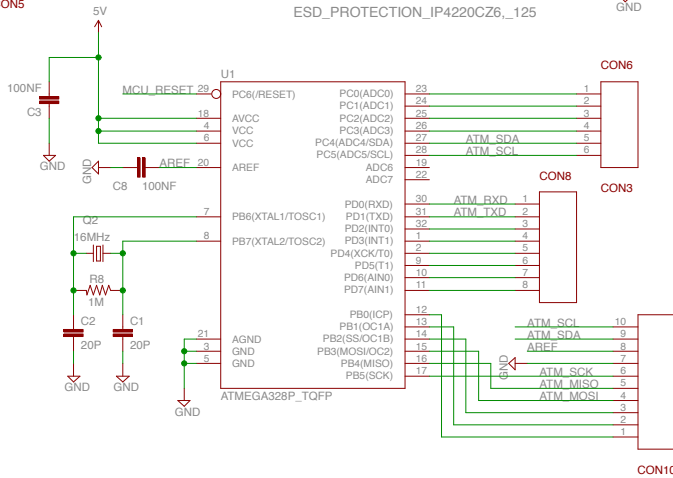 CON5
5V
ESD_PROTECTION_IP4220CZ6,_125
GND
100NF
C3
GND
U1
MCU_RESET 29 PC6(/RESET)
18 AVCC
4 VCC
6 VCC
GND
C8 100NF
AREF 20 AREF
7 PB6(XTAL1/TOSC1)
8 PB7(XTAL2/TOSC2)
Q2
16MHz
R8
1M
C2
20P
C1
20P
GND
GND
21 AGND
3 GND
5 GND
GND
ATMEGA328P_TQFP
PC0(ADC0) 23
PC1(ADC1) 24
PC2(ADC2) 25
PC3(ADC3) 26
PC4(ADC4/SDA) 27 ATM_SDA
PC5(ADC5/SCL) 28 ATM_SCL
ADC6 19
ADC7 22
PD0(RXD) 30 ATM_RXD
PD1(TXD) 31 ATM_TXD
PD2(INT0) 32
PD3(INT1) 1
PD4(XCK/T0) 2
PD5(T1) 9
PD6(AIN0) 10
PD7(AIN1) 11
PB0(ICP) 12
PB1(OC1A) 13
PB2(SS/OC1B) 14
PB3(MOSI/OC2) 15
PB4(MISO) 16
PB5(SCK) 17
CON6
1
2
3
4
5
6
CON3
CON8
1
2
3
4
5
6
7
8
ATM_SCL 10
ATM_SDA 9
AREF 8
GND 7
ATM_SCK 6
ATM_MISO 5
ATM_MOSI 4
3
2
1
CON10